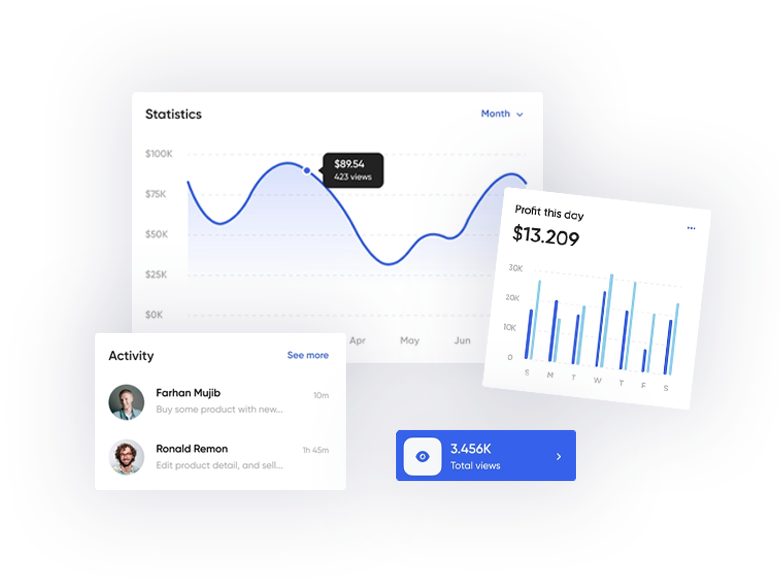 Statistics
Month
$100K
$89.54
423 views
$75K
$50K
$25K
$0K
Apr
May
Jun
Profit this day
$13.209
30K
20K
10K
0
S M T W T F S
Activity
See more
Farhan Mujib
10m
Buy some product with new...
Ronald Remon
1h 45m
Edit product detail, and sell...
3.456K
Total views